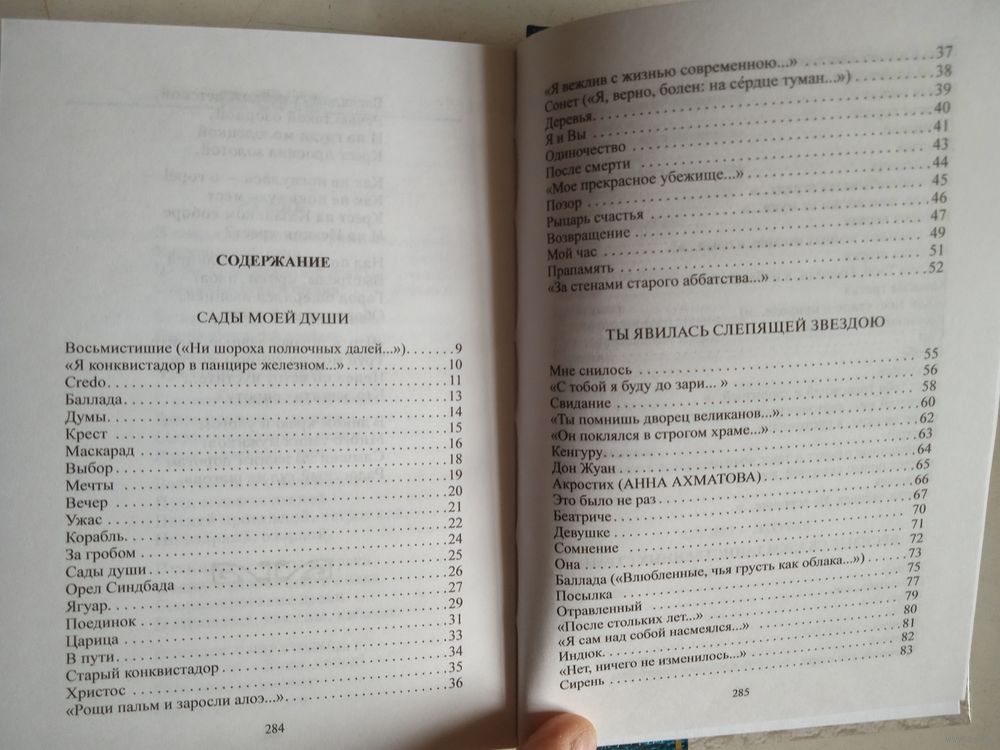 СОДЕРЖАНИЕ
САДЫ МОЕЙ ДУШИ
Восьмистишие («Ни шороха полночных далей...»).......9
«Я конквистадор в панцире железном...» ..............10
Credo..............11
Баллада..............13
Думы..............14
Крест ..............15
Маскарад ..............16
Выбор..............18
Мечты ..............19
Вечер ..............20
Ужас ..............21
Корабль..............22
За гробом ..............24
Сады души..............25
Орел Синдбада ..............26
Ягуар..............27
Поединок ..............29
Царица ..............31
В пути..............33
Старый конквистадор ..............34
Христос ..............35
«Рощи пальм и заросли алоэ...»..............36
284
«Я вежлив с жизнью современною...» ..............37
Сонет («Я, верно, болен: на се́рдце туман...») ..............38
Деревья..............39
Я и Вы ..............40
Одиночество ..............41
После смерти ..............43
«Мое прекрасное убежище...» ..............44
Позор ..............45
Рыцарь счастья ..............46
Возвращение ..............47
Мой час ..............49
Прапамять ..............51
«За стенами старого аббатства...» ..............52
ТЫ ЯВИЛАСЬ СЛЕПЯЩЕЙ ЗВЕЗДОЮ
Мне снилось ..............55
«С тобой я буду до зари... » ..............56
Свидание ..............58
«Ты помнишь дворец великанов...»..............60
«Он поклялся в строгом храме...» ..............62
Кенгуру..............63
Дон Жуан ..............64
Акростих (АННА АХМАТОВА) ..............65
Это было не раз ..............66
Беатриче..............67
Девушке ..............70
Сомнение ..............71
Она ..............72
Баллада («Влюбленные, чья грусть как облака...») ..............73
Посылка ..............75
Отравленный ..............77
«После стольких лет...» ..............79
«Я сам над собой насмеялся...» ..............80
Индюк..............81
«Нет, ничего не изменилось...» ..............82
Сирень ..............83
285